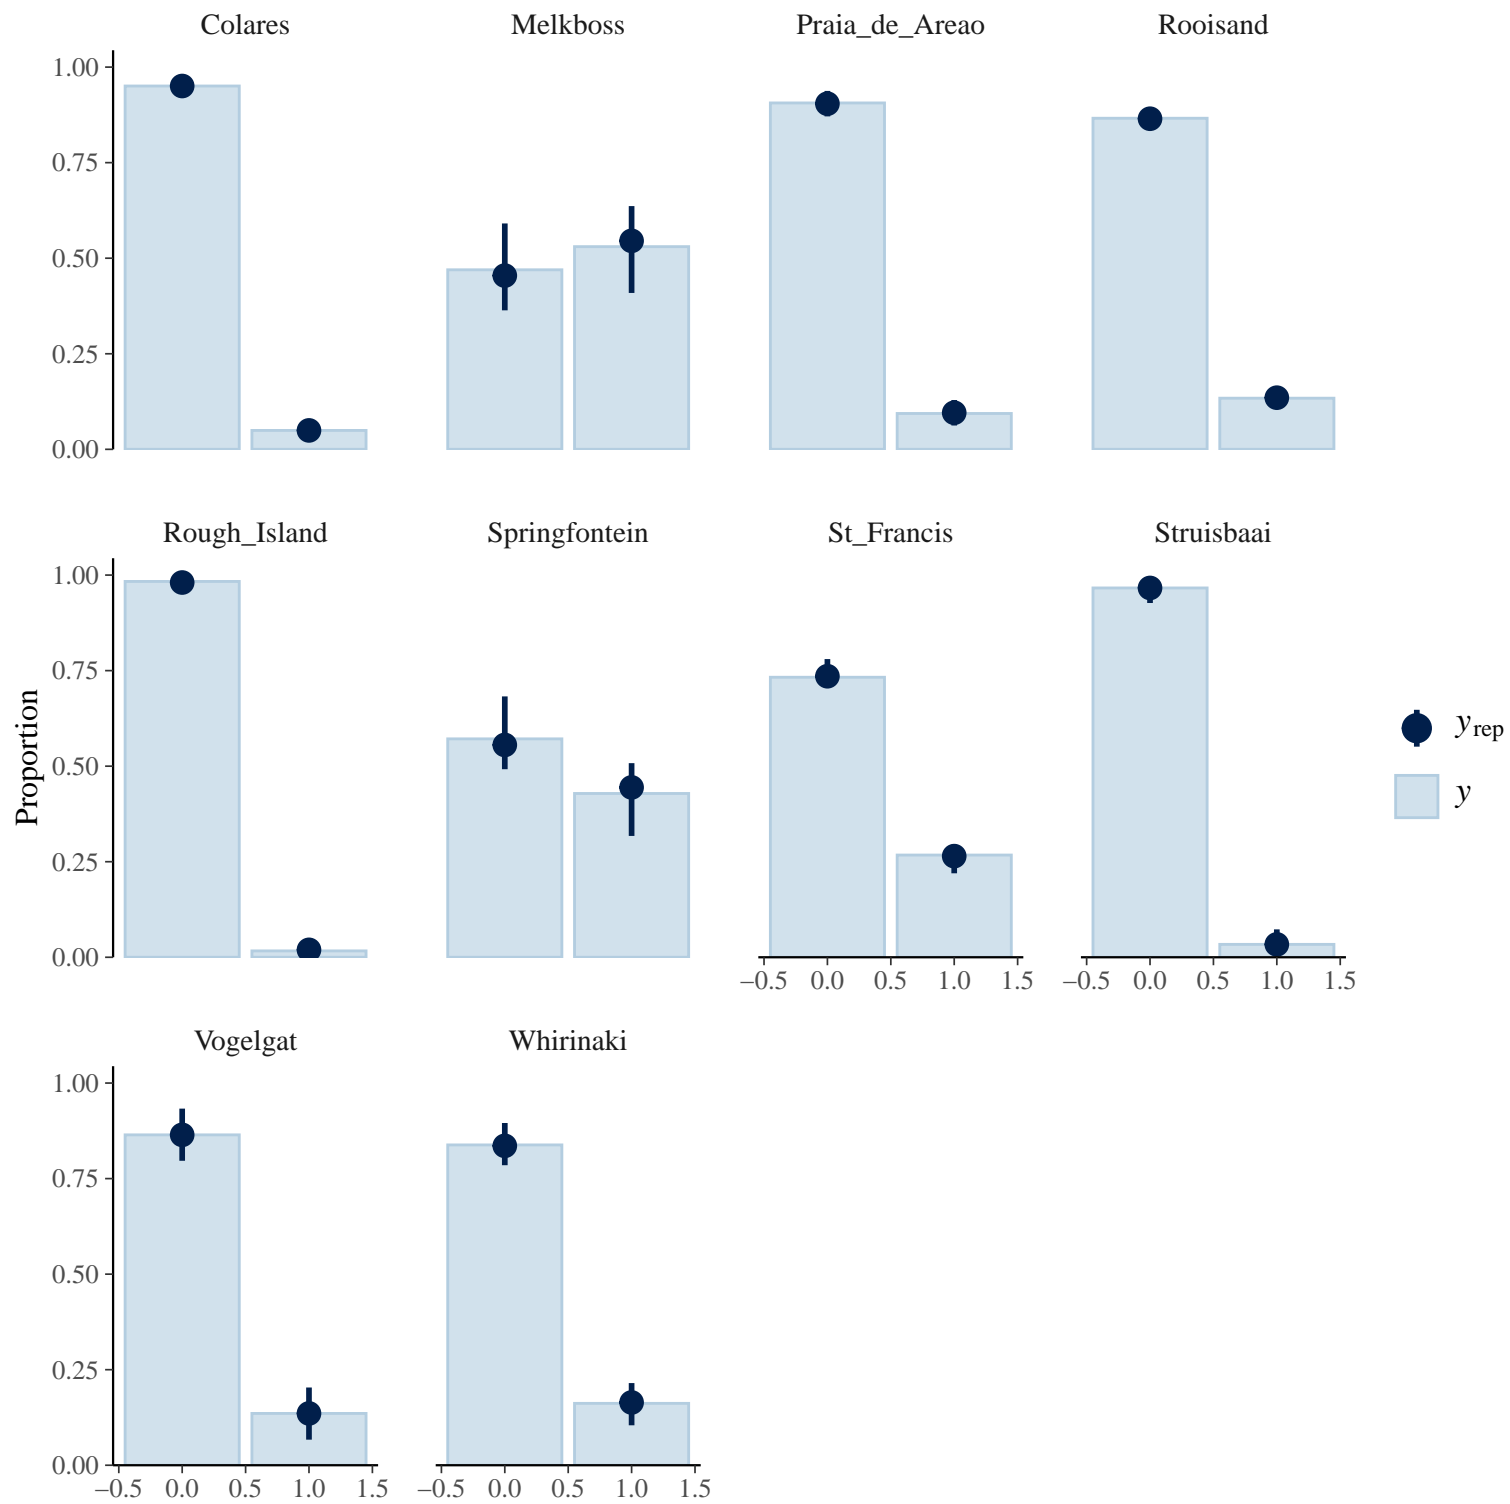 Colares Melkboss Praia_de_Areao Rooisand
1.00
0.75
0.50
0.25
0.00
Rough_Island Springfontein St_Francis Struisbaai
1.00
0.75
0.50
0.25
0.00
−0.5 0.0 0.5 1.0 1.5 −0.5 0.0 0.5 1.0 1.5
Proportion
y rep
y
Vogelgat Whirinaki
1.00
0.75
0.50
0.25
0.00
−0.5 0.0 0.5 1.0 1.5 −0.5 0.0 0.5 1.0 1.5